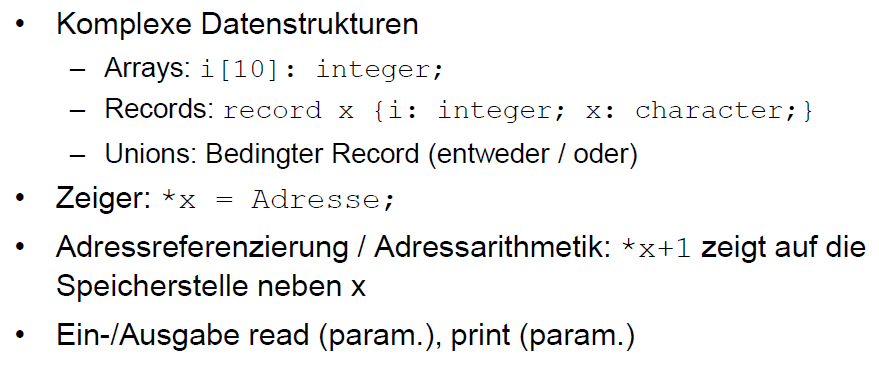 • Komplexe Datenstrukturen
– Arrays: i[10]: integer;
– Records: record x {i: integer; x: character;}
– Unions: Bedingter Record (entweder / oder)
• Zeiger: *x = Adresse;
• Adressreferenzierung / Adressarithmetik: *x+1 zeigt auf die
Speicherstelle neben x
• Ein-/Ausgabe read (param.), print (param.)